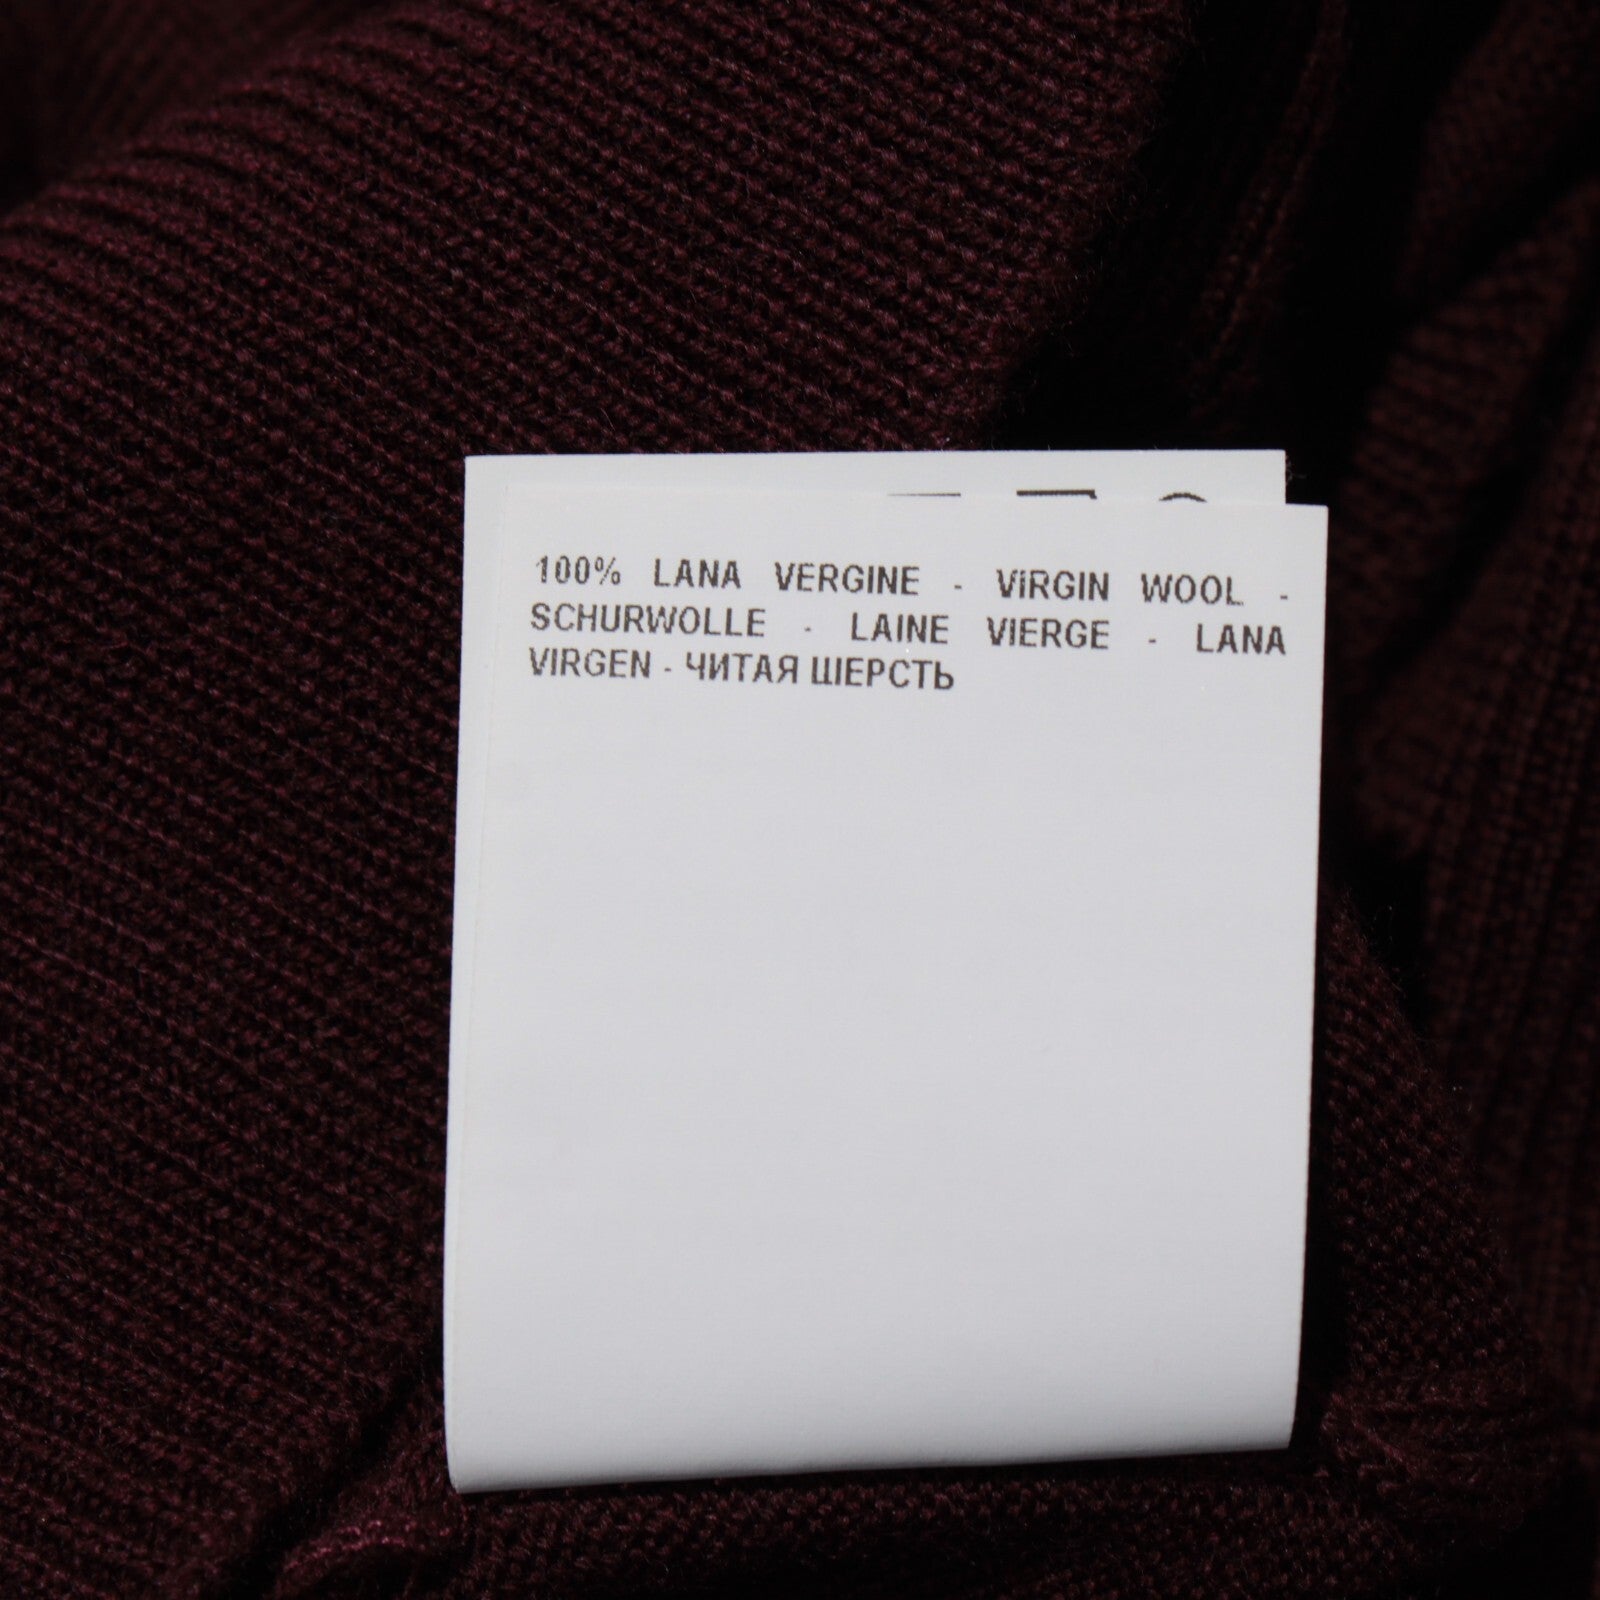 100% LANA VERGINE - VIRGIN WOOL -
SCHURWOLLE - LAINE VIERGE - LANA
VIRGEN - ЧИТАЯ ШЕРСТЬ